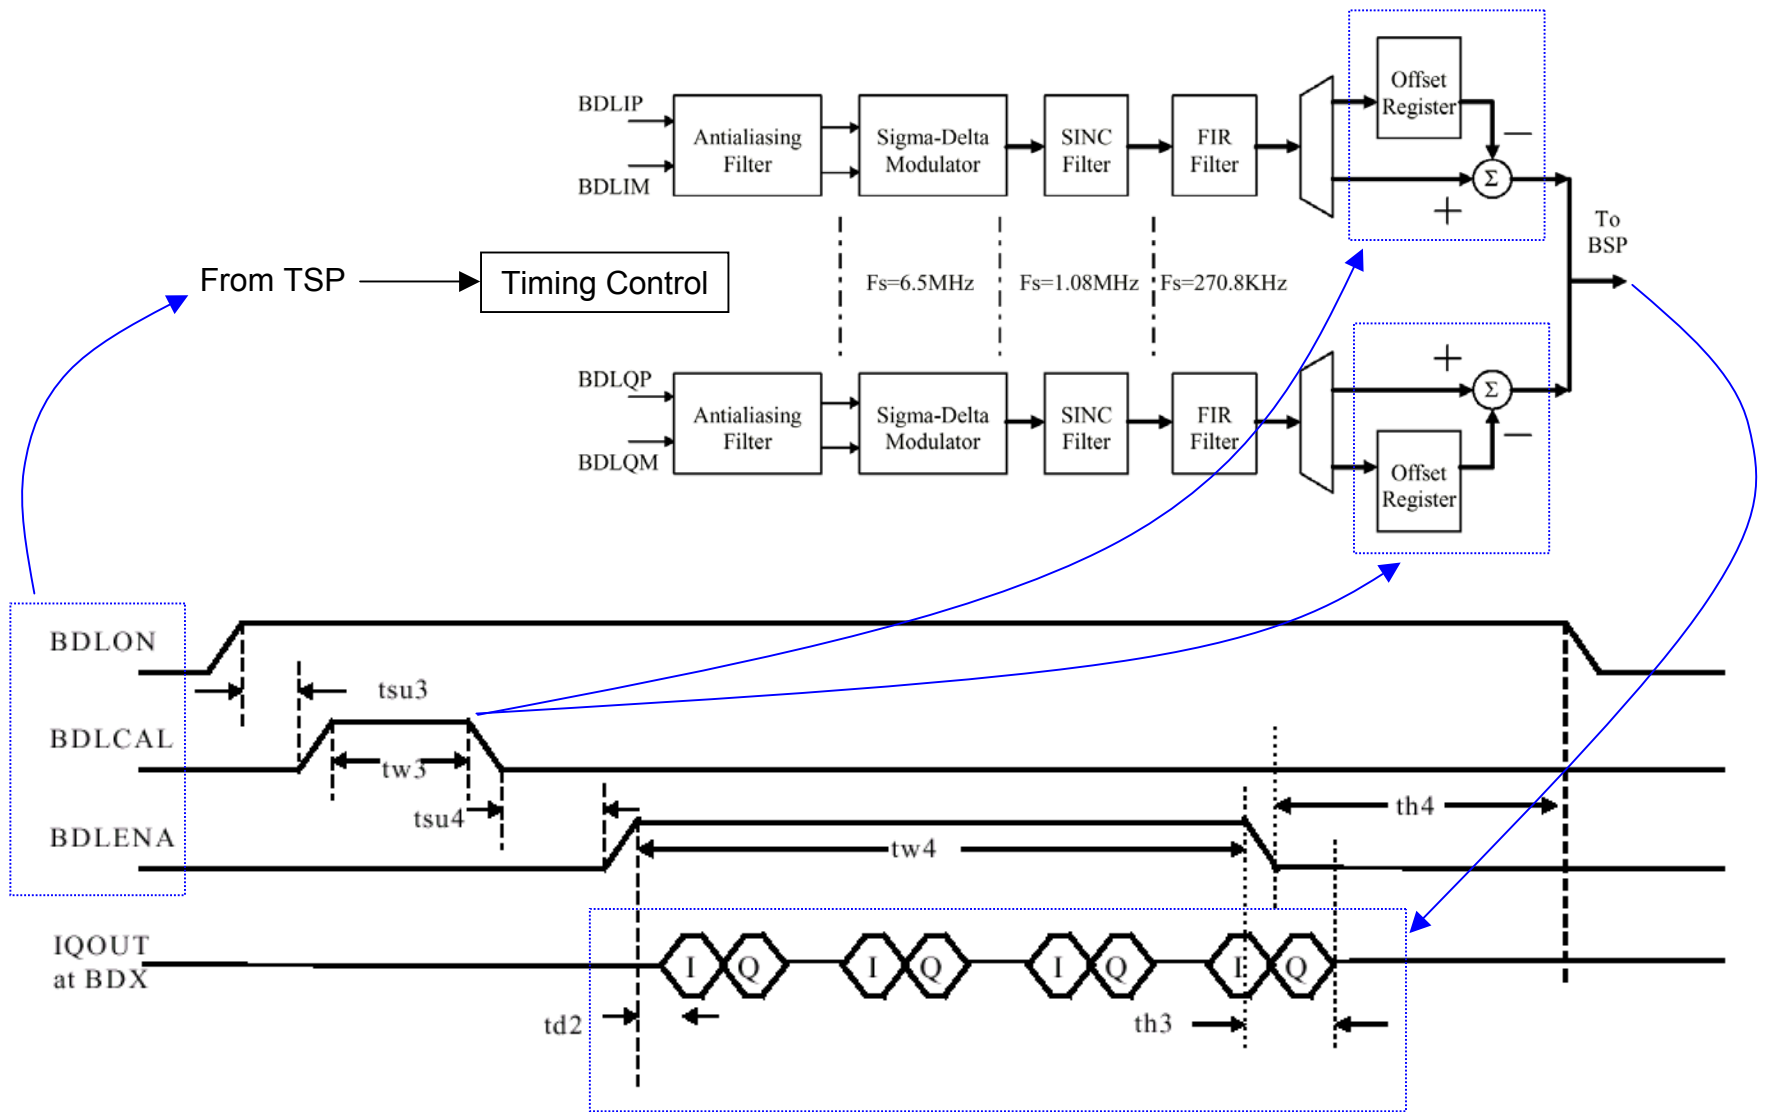 Offset
Register
—
BDLIP
Antialiasing
Filter
Sigma-Delta
Modulator
SINC
Filter
FIR
Filter
BDLIM
Σ
+
To
BSP
From TSP
Timing Control
Fs=6.5MHz
Fs=1.08MHz
Fs=270.8KHz
+
BDLQP
Antialiasing
Filter
Sigma-Delta
Modulator
SINC
Filter
FIR
Filter
Σ
—
BDLQM
Offset
Register
BDLON
tsu3
BDLCAL
tw3
tsu4
th4
BDLENA
tw4
IQOUT
at BDX
I Q I Q I Q I Q
td2
th3